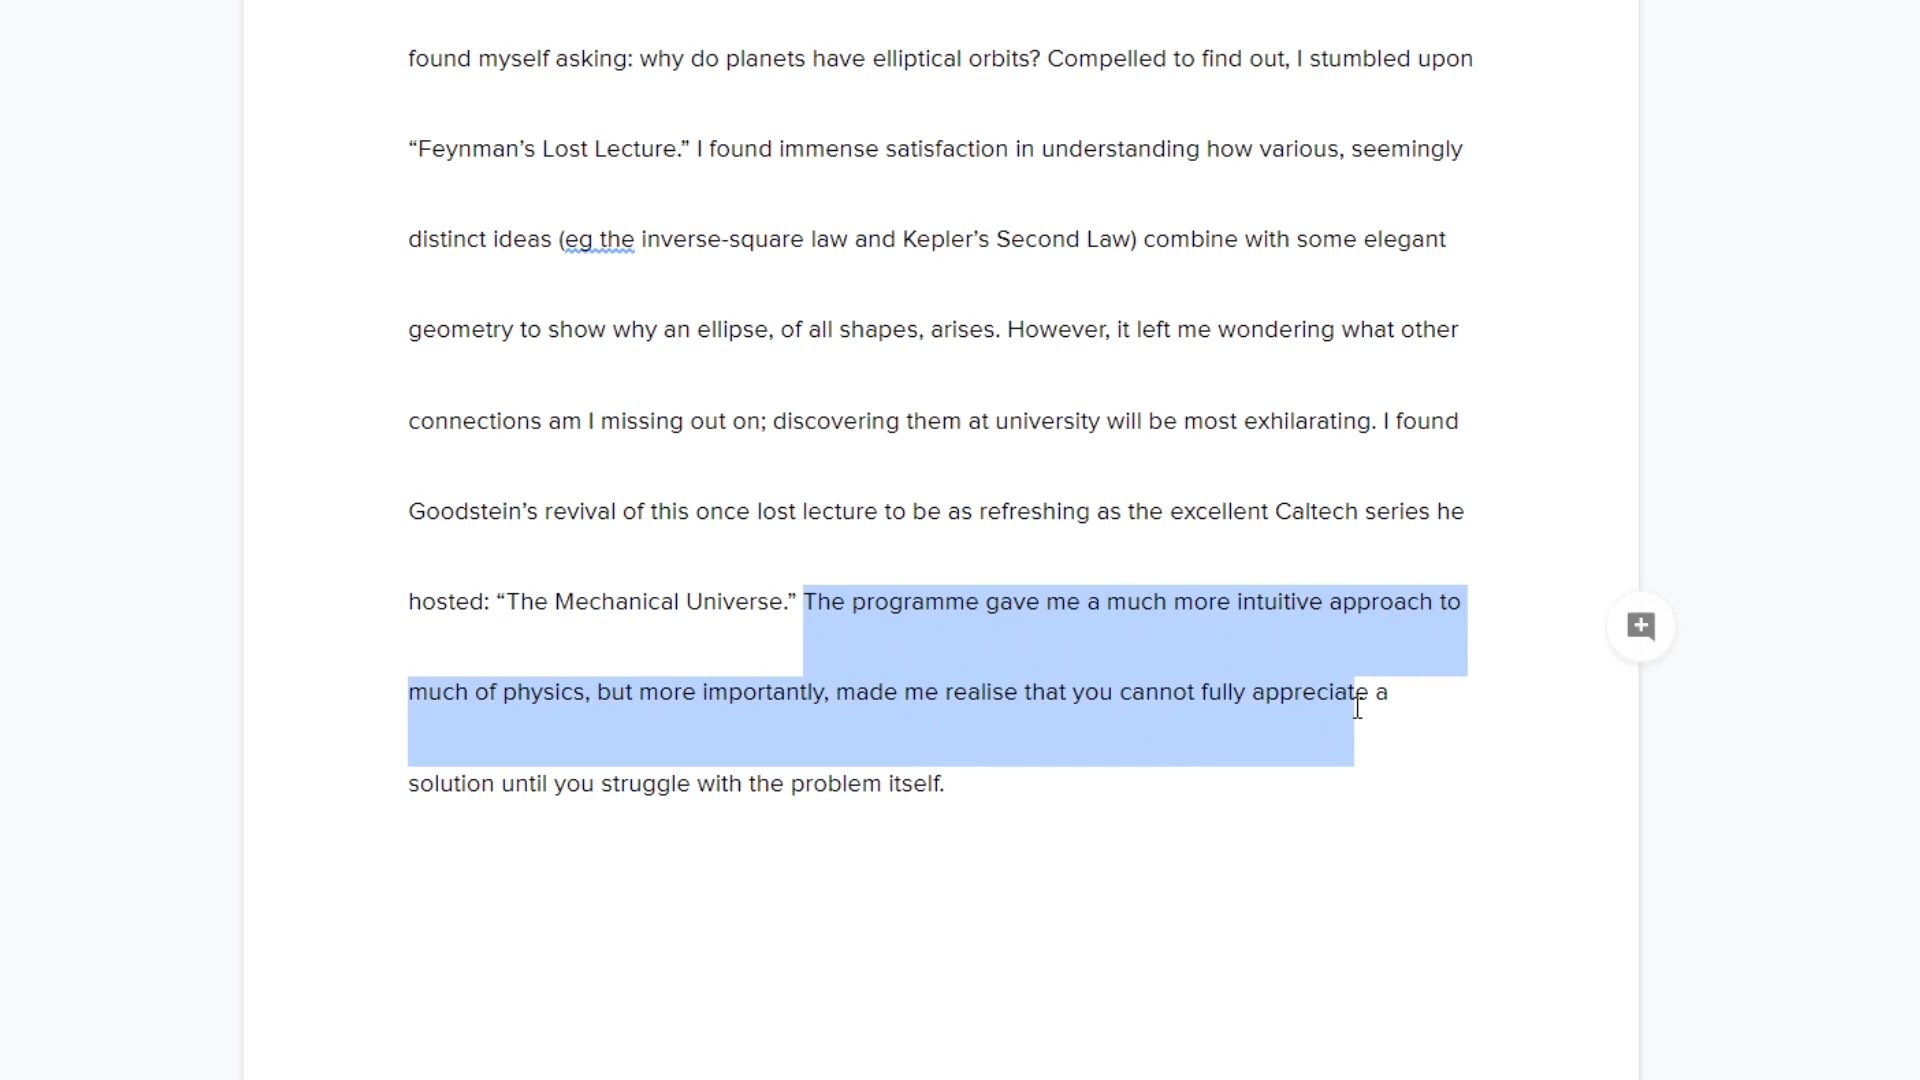 found myself asking: why do planets have elliptical orbits? Compelled to find out, I stumbled upon
“Feynman’s Lost Lecture.” I found immense satisfaction in understanding how various, seemingly
distinct ideas (eg the inverse-square law and Kepler’s Second Law) combine with some elegant
geometry to show why an ellipse, of all shapes, arises. However, it left me wondering what other
connections am I missing out on; discovering them at university will be most exhilarating. I found
Goodstein’s revival of this once lost lecture to be as refreshing as the excellent Caltech series he
hosted: “The Mechanical Universe.” The programme gave me a much more intuitive approach to
much of physics, but more importantly, made me realise that you cannot fully appreciate a
solution until you struggle with the problem itself.